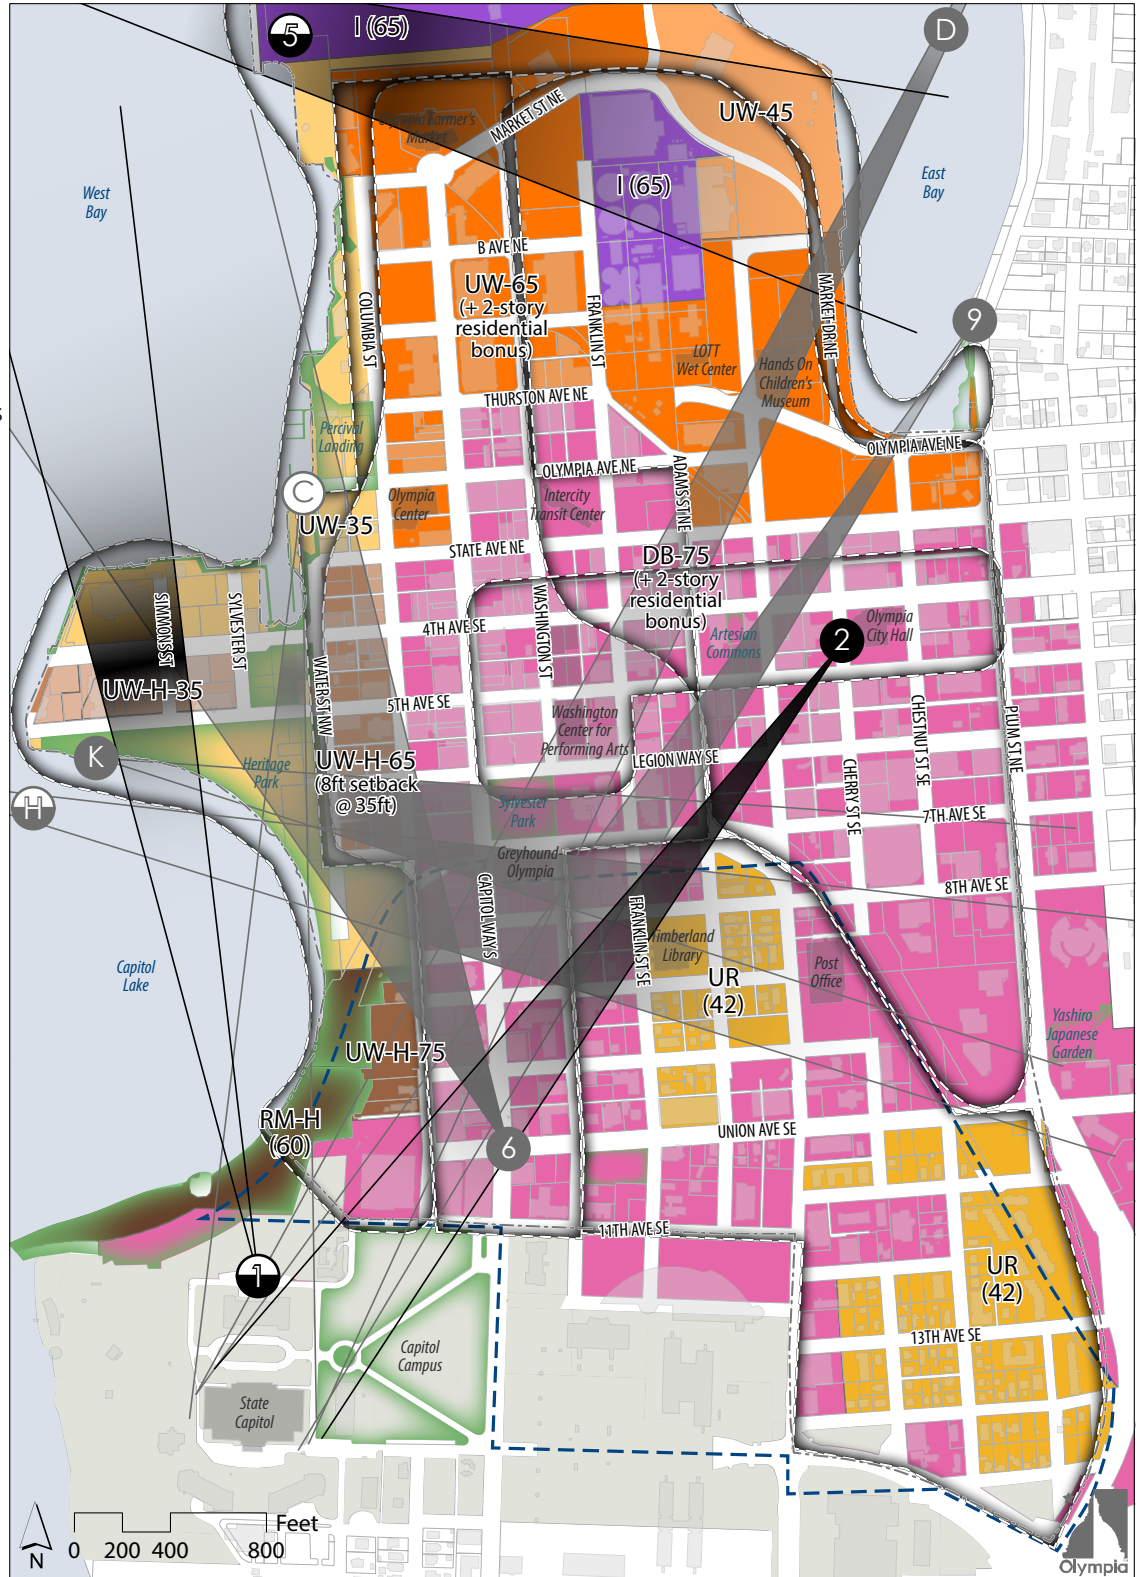 5
I (65)
D
UW-45
MARKET ST NE
Olympia Farmer's
Market
East
Bay
West
Bay
I (65)
B AVE NE
UW-65
(+ 2-story
residential
bonus)
COLUMBIA ST
FRANKLIN ST
MARKET DR NE
9
LOTT
Wet Center
Hands On
Children's
Museum
THURSTON AVE NE
s
Percival
Landing
OLYMPIA AVE NE
OLYMPIA AVE NE
ADAMS ST NE
C
UW-35
Olympia
Center
Intercity
Transit Center
STATE AVE NE
DB-75
(+ 2-story
residential
bonus)
SIMMONS ST
SYLVESTER ST
WASHINGTON ST
4TH AVE SE
Artesian
Commons
2
Olympia
City Hall
UW-H-35
WATER ST NW
5TH AVE SE
Washington
Center for
Performing Arts
CHESTNUT ST SE
PLUM ST NE
K
Heritage
Park
UW-H-65
(8ft setback
@ 35ft)
LEGION WAY SE
CHERRY ST SE
H
Sylvester
Park
7TH AVE SE
Greyhound-
Olympia
8TH AVE SE
CAPITOL WAY S
FRANKLIN ST SE
Timberland
Library
Capitol
Lake
UR
(42)
Post
Office
Yashiro
Japanese
Garden
UW-H-75
RM-H
(60)
UNION AVE SE
6
11TH AVE SE
1
UR
(42)
13TH AVE SE
Capitol
Campus
State
Capitol
Feet
N
0 200 400 800
Olympia